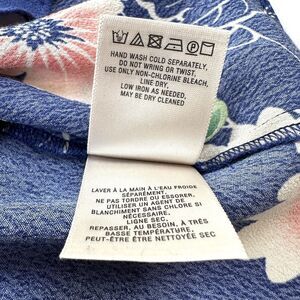 HAND WASH COLD SEPARATELY,
DO NOT WRING OR TWIST,
USE ONLY NON-CHLORINE BLEACH,
LINE DRY.
LOW IRON AS NEEDED,
MAY BE DRY CLEANED
LAVER À LA MAIN À L'EAU FROIDE
SÉPARÉMENT.
NE PAS TORDRE OU ESSORER.
UTILISER UN AGENT DE
BLANCHIMENT SANS CHLORE SI
NÉCESSAIRE.
LIGNE SEC.
REPASSER, AU BESOIN, À TRÈS
BASSE TEMPÉRATURE.
PEUT-ÊTRE ÊTRE NETTOYÉE SEC